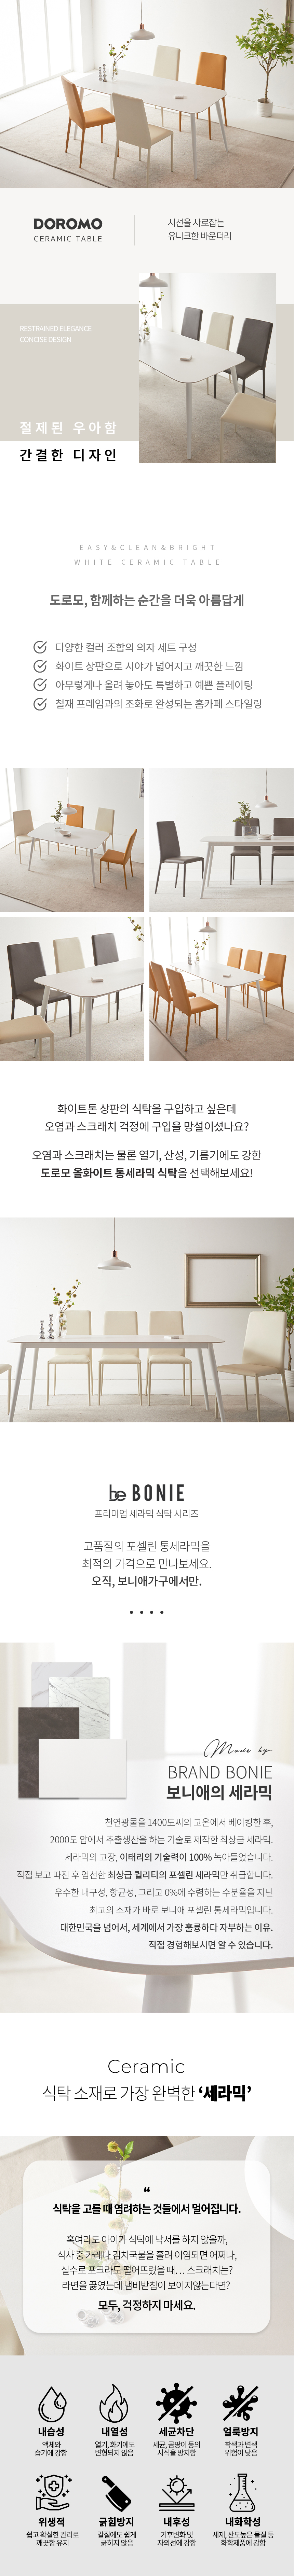 DOROMO
CERAMIC TABLE
시선을 사로잡는
유니크한 바운더리
RESTRAINED ELEGANCE
CONCISE DESIGN
절제된 우아함
간결한 디자인
EASY&CLEAN&BRIGHT
WHITE CERAMIC TABLE
도로모, 함께하는 순간을 더욱 아름답게
다양한 컬러 조합의 의자 세트 구성
화이트 상판으로 시야가 넓어지고 깨끗한 느낌
아무렇게나 올려 놓아도 특별하고 예쁜 플레이팅
철재 프레임과의 조화로 완성되는 홈카페 스타일링
화이트톤 상판의 식탁을 구입하고 싶은데
오염과 스크래치 걱정에 구입을 망설이셨나요?
오염과 스크래치는 물론 열기, 산성, 기름기에도 강한
도로모 올화이트 통세라믹 식탁을 선택해보세요!
be BONIE
프리미엄 세라믹 식탁 시리즈
고품질의 포셀린 통세라믹을
최적의 가격으로 만나보세요.
오직, 보니애가구에서만.
Made by
BRAND BONIE
보니애의 세라믹
천연광물을 1400도씨의 고온에서 베이킹한 후,
2000도 압에서 추출생산을 하는 기술로 제작한 최상급 세라믹.
세라믹의 고장, 이태리의 기술력이 100% 녹아들었습니다.
직접 보고 따진 후 엄선한 최상급 퀄리티의 포셀린 세라믹만 취급합니다.
우수한 내구성, 항균성, 그리고 0%에 수렴하는 수분율을 지닌
최고의 소재가 바로 보니애 포셀린 통세라믹입니다.
대한민국을 넘어서, 세계에서 가장 훌륭하다 자부하는 이유.
직접 경험해보시면 알 수 있습니다.
Ceramic
식탁 소재로 가장 완벽한 ‘세라믹’
“
식탁을 고를 때 염려하는 것들에서 멀어집니다.
혹여라도 아이가 식탁에 낙서를 하지 않을까,
식사 중 카레나 김치국물을 흘려 이염되면 어쩌나,
실수로 포크라도 떨어뜨렸을 때... 스크래치는?
라면을 끓였는데 냄비받침이 보이지않는다면?
모두, 걱정하지 마세요.
내습성
액체와
습기에 강함
내열성
열기, 화기에도
변형되지 않음
세균차단
세균, 곰팡이 등의
서식을 방지함
얼룩방지
착색과 변색
위험이 낮음
위생적
쉽고 확실한 관리로
깨끗함 유지
긁힘방지
칼질에도 쉽게
긁히지 않음
내후성
기후변화 및
자외선에 강함
내화학성
세제, 산도높은 물질 등
화학제품에 강함